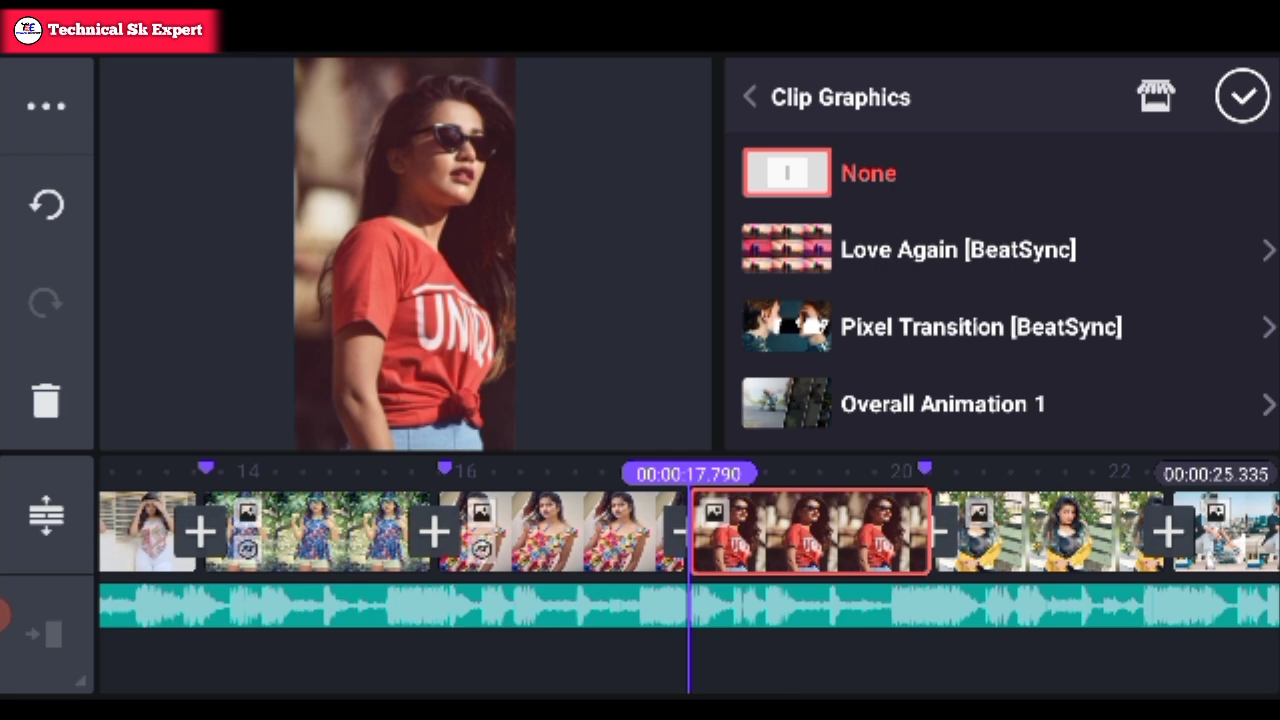 Technical Sk Expert
Clip Graphics
None
Love Again [BeatSync]
Pixel Transition [BeatSync]
Overall Animation 1
UNIQU
14
16
00:00:17.790
20
22
00:00:25.335